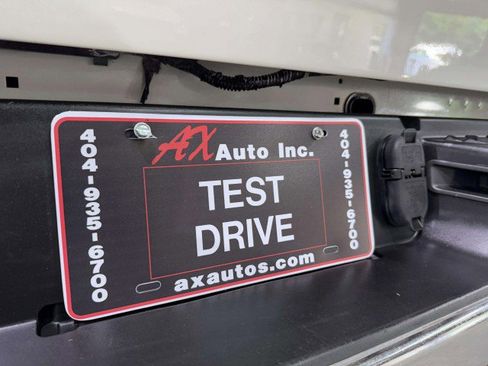 AX Auto Inc.
404-935-6700
TEST
DRIVE
404-935-6700
axautos.com